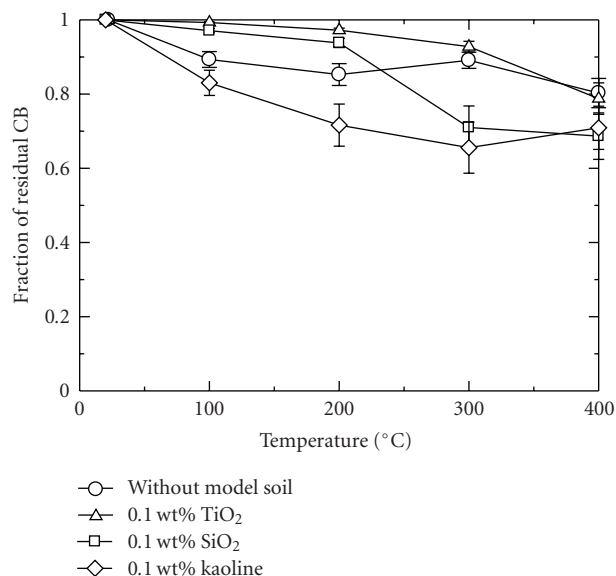 1
0.8
0.6
0.4
0.2
0
Fraction of residual CB
0
100
200
300
400
Temperature (°C)
Without model soil
0.1 wt% TiO₂
0.1 wt% SiO₂
0.1 wt% kaoline